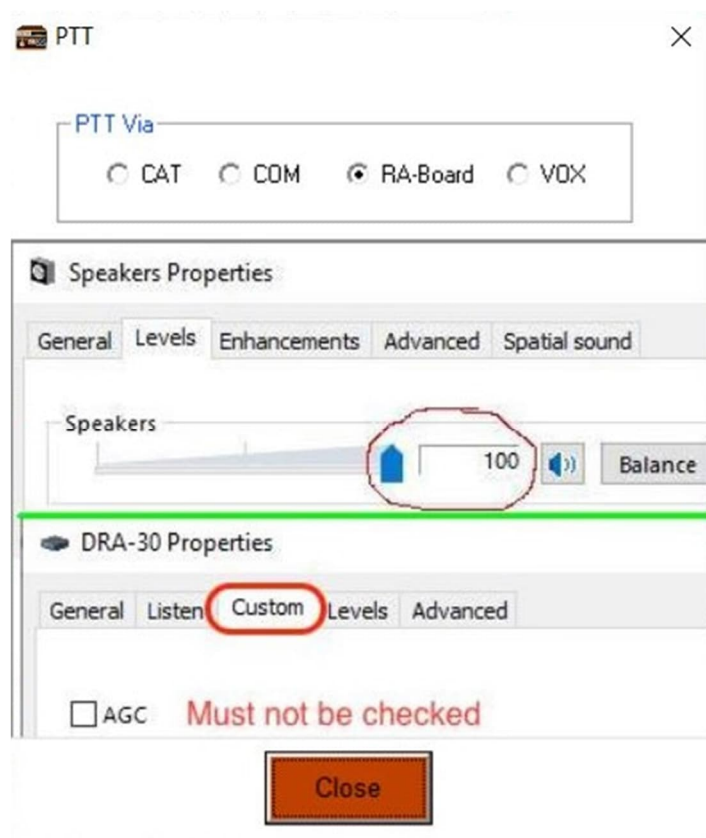 PTT
PTT Via
CAT COM RA-Board VOX
Speakers Properties
General Levels Enhancements Advanced Spatial sound
Speakers
100 Balance
DRA-30 Properties
General Listen Custom Levels Advanced
AGC Must not be checked
Close